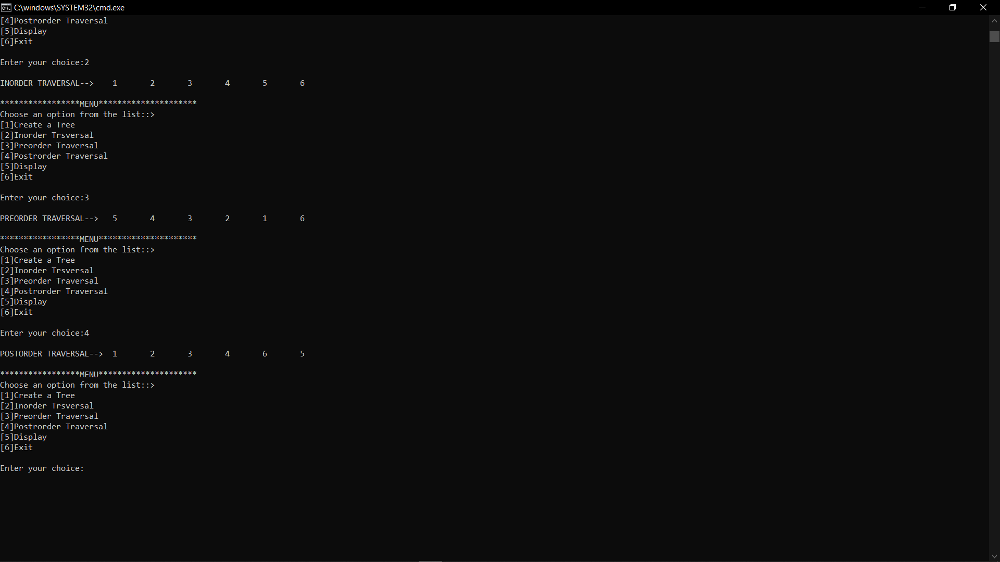 C:\windows\SYSTEM32\cmd.exe
[4]Postrorder Traversal
[5]Display
[6]Exit
Enter your choice:2
INORDER TRAVERSAL-->    1       2       3       4       5       6
*****************MENU*********************
Choose an option from the list::>
[1]Create a Tree
[2]Inorder Trsversal
[3]Preorder Traversal
[4]Postrorder Traversal
[5]Display
[6]Exit
Enter your choice:3
PREORDER TRAVERSAL-->   5       4       3       2       1       6
*****************MENU*********************
Choose an option from the list::>
[1]Create a Tree
[2]Inorder Trsversal
[3]Preorder Traversal
[4]Postrorder Traversal
[5]Display
[6]Exit
Enter your choice:4
POSTORDER TRAVERSAL-->  1       2       3       4       6       5
*****************MENU*********************
Choose an option from the list::>
[1]Create a Tree
[2]Inorder Trsversal
[3]Preorder Traversal
[4]Postrorder Traversal
[5]Display
[6]Exit
Enter your choice: